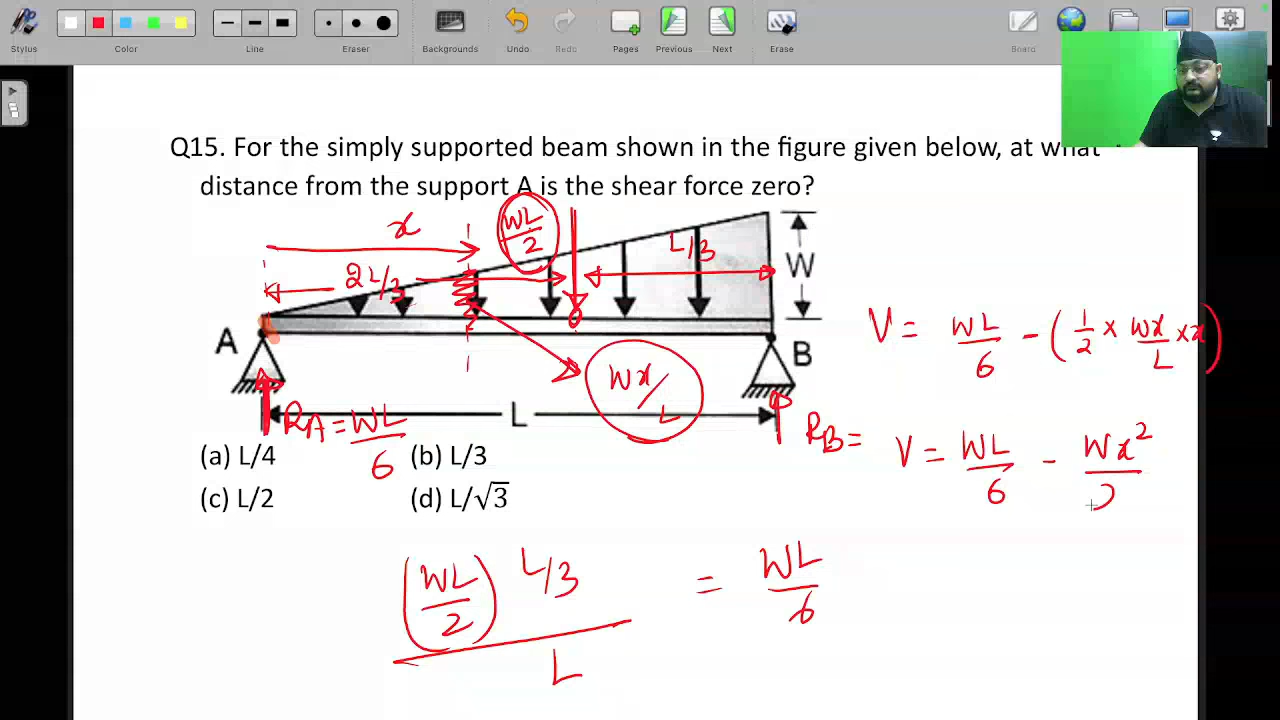 Stylus
Color
Line
Eraser
Backgrounds
Undo
Redo
Pages
Previous
Next
Erase
Board
Q15. For the simply supported beam shown in the figure given below, at what
distance from the support A is the shear force zero?
x
WL/2
L/3
2L/3
W
A
B
Wx/L
L
RA = WL/6
RB =
V = WL/6 - (1/2 × Wx/L × x)
V = WL/6 - Wx²/2
(a) L/4 (b) L/3
(c) L/2 (d) L/√3
(WL/2) L/3 / L = WL/6